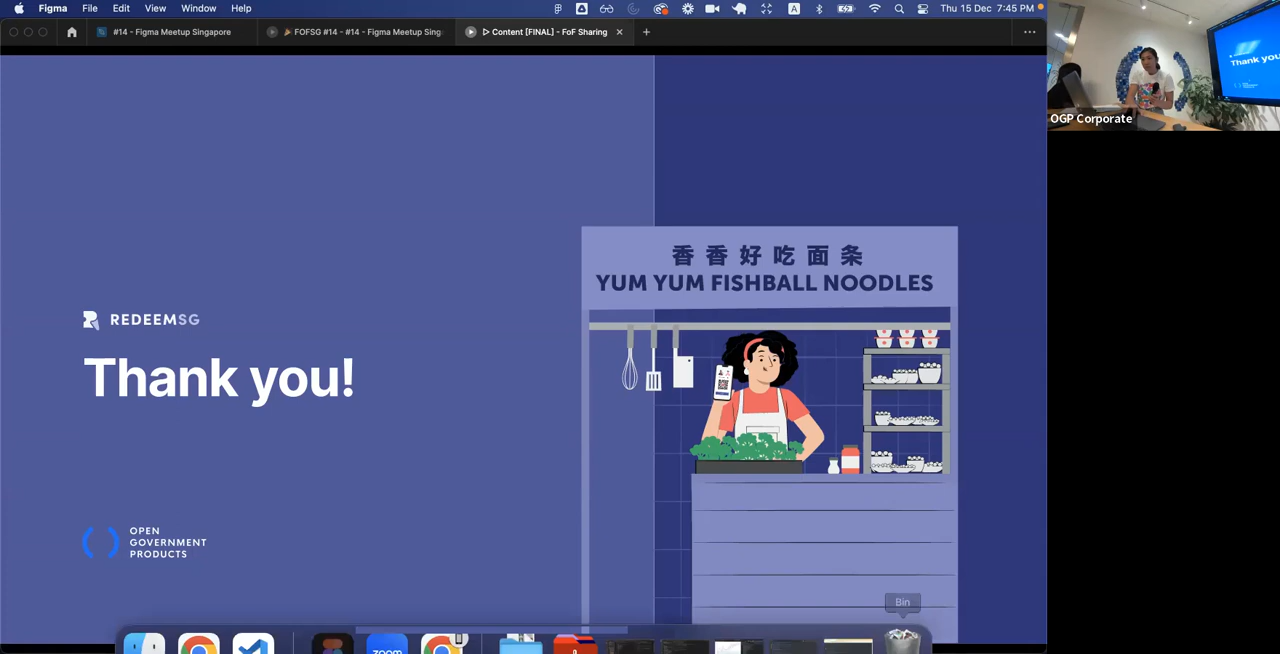 Figma File Edit View Window Help
Thu 15 Dec 7:45 PM
#14 - Figma Meetup Singapore
FOFSG #14 - #14 - Figma Meetup Sing
Content [FINAL] - FoF Sharing
Thank you
OGP Corporate
香香好吃面条
YUM YUM FISHBALL NOODLES
REDEEMSG
Thank you!
OPEN
GOVERNMENT
PRODUCTS
Bin
zoom